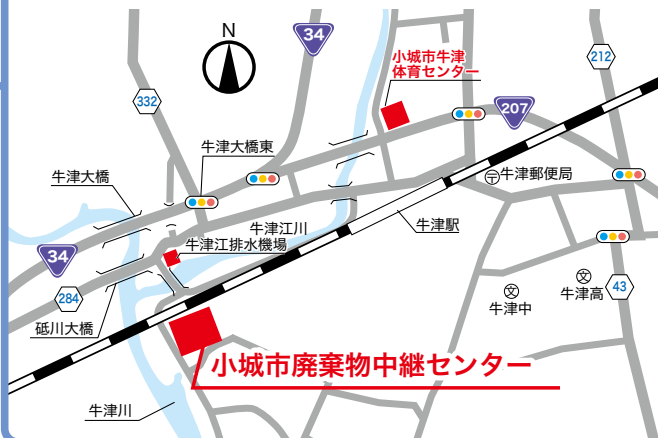 N
34
小城市牛津
体育センター
212
332
207
牛津大橋東
牛津大橋
牛津郵便局
牛津江川
牛津駅
牛津江排水機場
34
284
文
文
牛津高
43
牛津中
砥川大橋
小城市廃棄物中継センター
牛津川